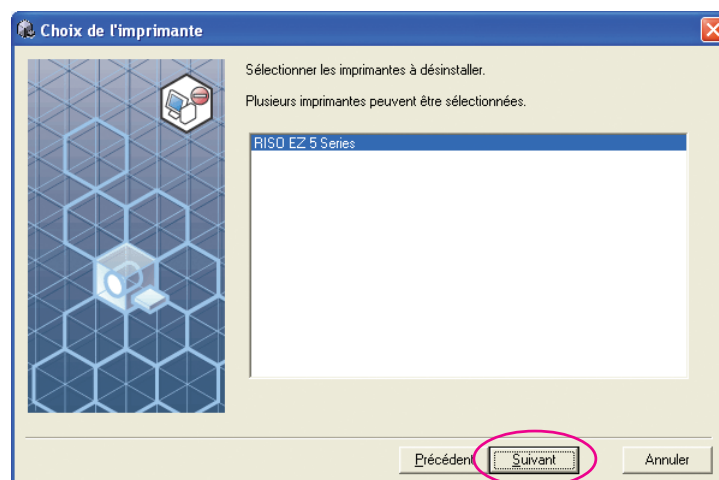 Choix de l'imprimante
Sélectionner les imprimantes à désinstaller.
Plusieurs imprimantes peuvent être sélectionnées.
RISO EZ 5 Series
Précédent
Suivant
Annuler